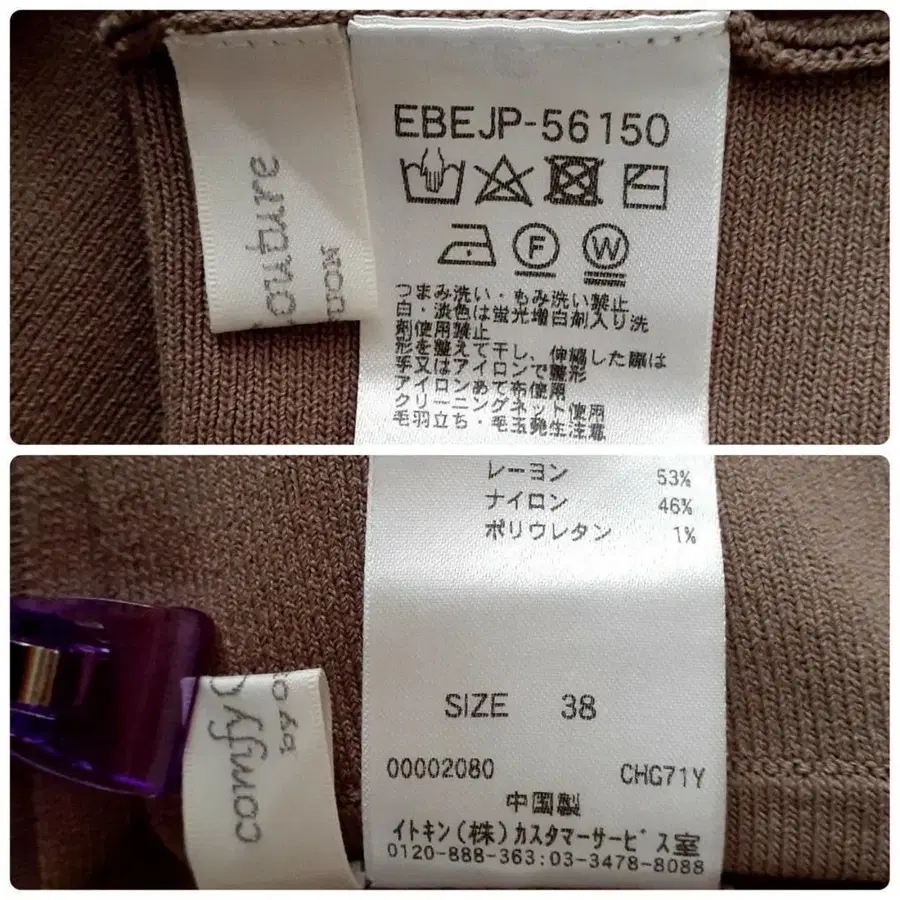 EBEJP-56150
F W
つまみ洗い・もみ洗い禁止
白・淡色は蛍光増白剤入り洗
剤使用禁止
形を整えて干し、伸縮した際は
手又はアイロンで整形
アイロンあて布使用
クリーニングネット使用
毛羽立ち・毛玉発生注意
Couture
レーヨン 53%
ナイロン 46%
ポリウレタン 1%
SIZE 38
00002080 CHG71Y
中国製
イトキン(株)カスタマーサービス室
0120-888-363:03-3478-8088
comfy